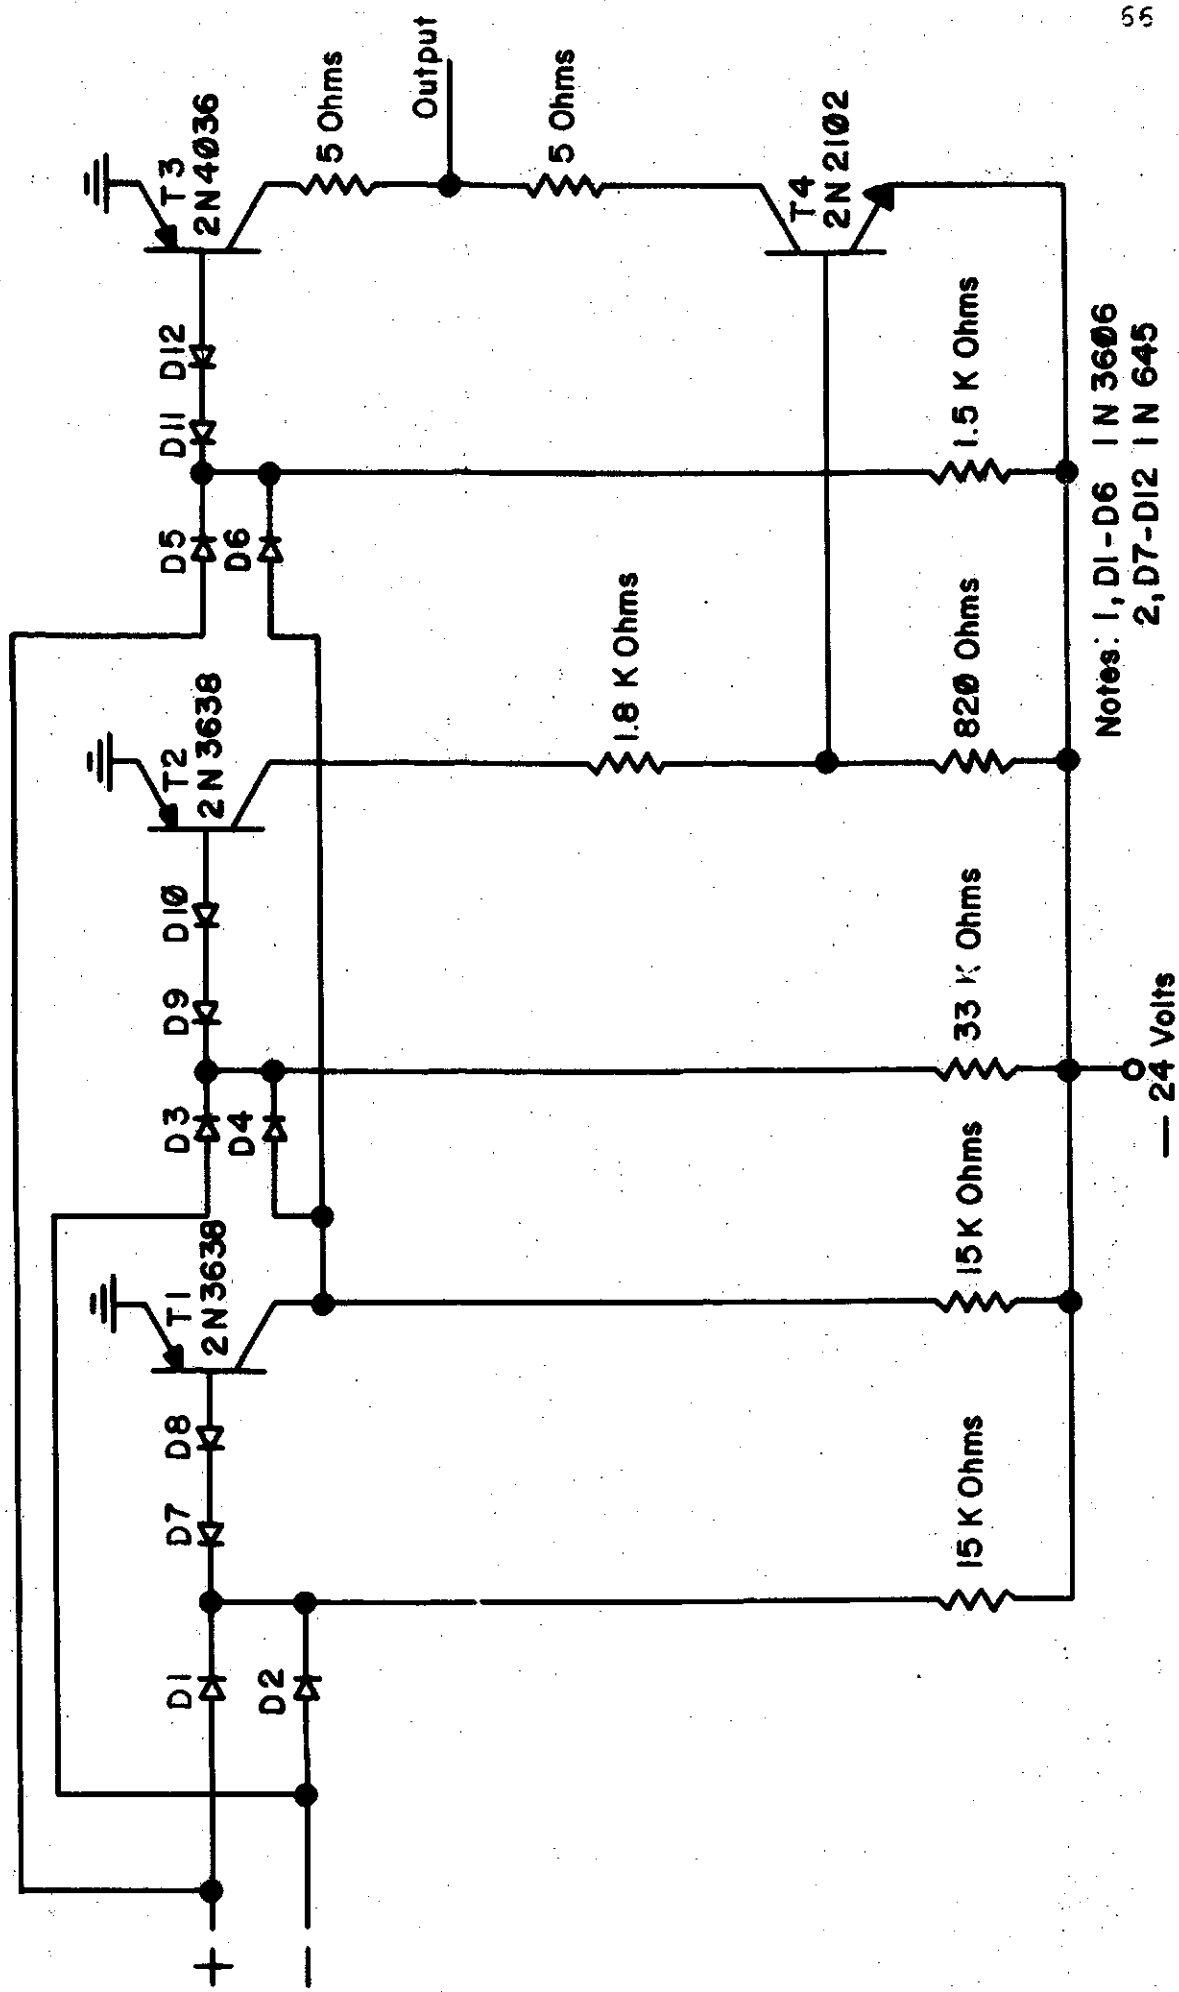 66
T3
2N4036
5 Ohms
Output
5 Ohms
T4
2N2102
D11
D12
D5
D6
1.5 K Ohms
T2
2N3638
D9
D10
D3
D4
1.8 K Ohms
820 Ohms
33 K Ohms
T1
2N3638
D7
D8
15K Ohms
D1
D2
15K Ohms
+
—
— 24 Volts
Notes: 1, D1-D6 1N3606
2, D7-D12 1N645